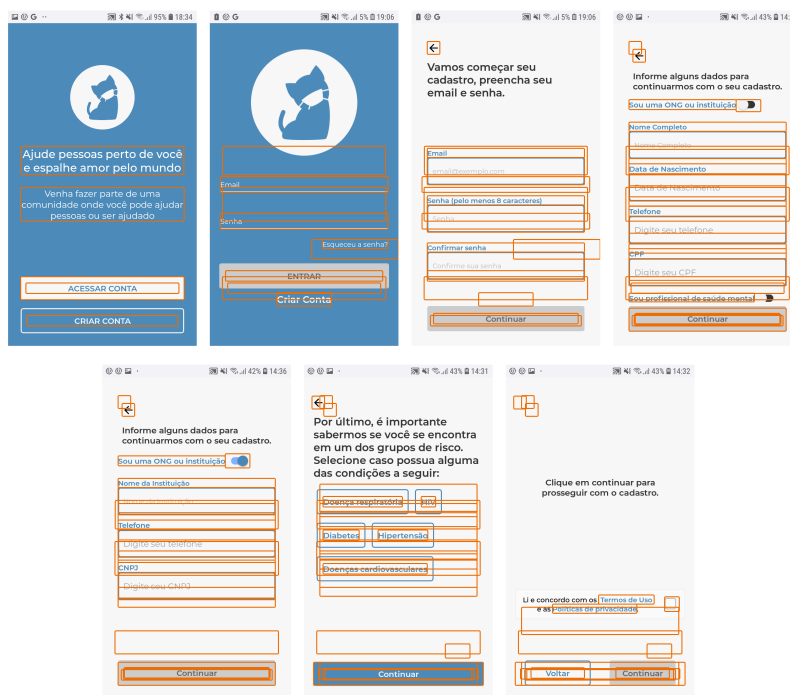 95% 18:34
Ajude pessoas perto de você
e espalhe amor pelo mundo
Venha fazer parte de uma
comunidade onde você pode ajudar
pessoas ou ser ajudado
ACESSAR CONTA
CRIAR CONTA
G 5% 19:06
Email
Senha
Esqueceu a senha?
ENTRAR
Criar Conta
G 5% 19:06
Vamos começar seu
cadastro, preencha seu
email e senha.
Email
email@exemplo.com
Senha (pelo menos 8 caracteres)
Senha
Confirmar senha
Confirme sua senha
Continuar
43% 14:
Informe alguns dados para
continuarmos com o seu cadastro.
Sou uma ONG ou instituição
Nome Completo
Nome Completo
Data de Nascimento
Data de Nascimento
Telefone
Digite seu telefone
CPF
Digite seu CPF
Sou profissional de saúde mental
Continuar
42% 14:36
Informe alguns dados para
continuarmos com o seu cadastro.
Sou uma ONG ou instituição
Nome da Instituição
Telefone
Digite seu telefone
CNPJ
Digite seu CNPJ
Continuar
43% 14:31
Por último, é importante
sabermos se você se encontra
em um dos grupos de risco.
Selecione caso possua alguma
das condições a seguir:
Doença respiratória HIV
Diabetes Hipertensão
Doenças cardiovasculares
Continuar
43% 14:32
Clique em continuar para
prosseguir com o cadastro.
Li e concordo com os Termos de Uso
e as Políticas de privacidade
Voltar Continuar